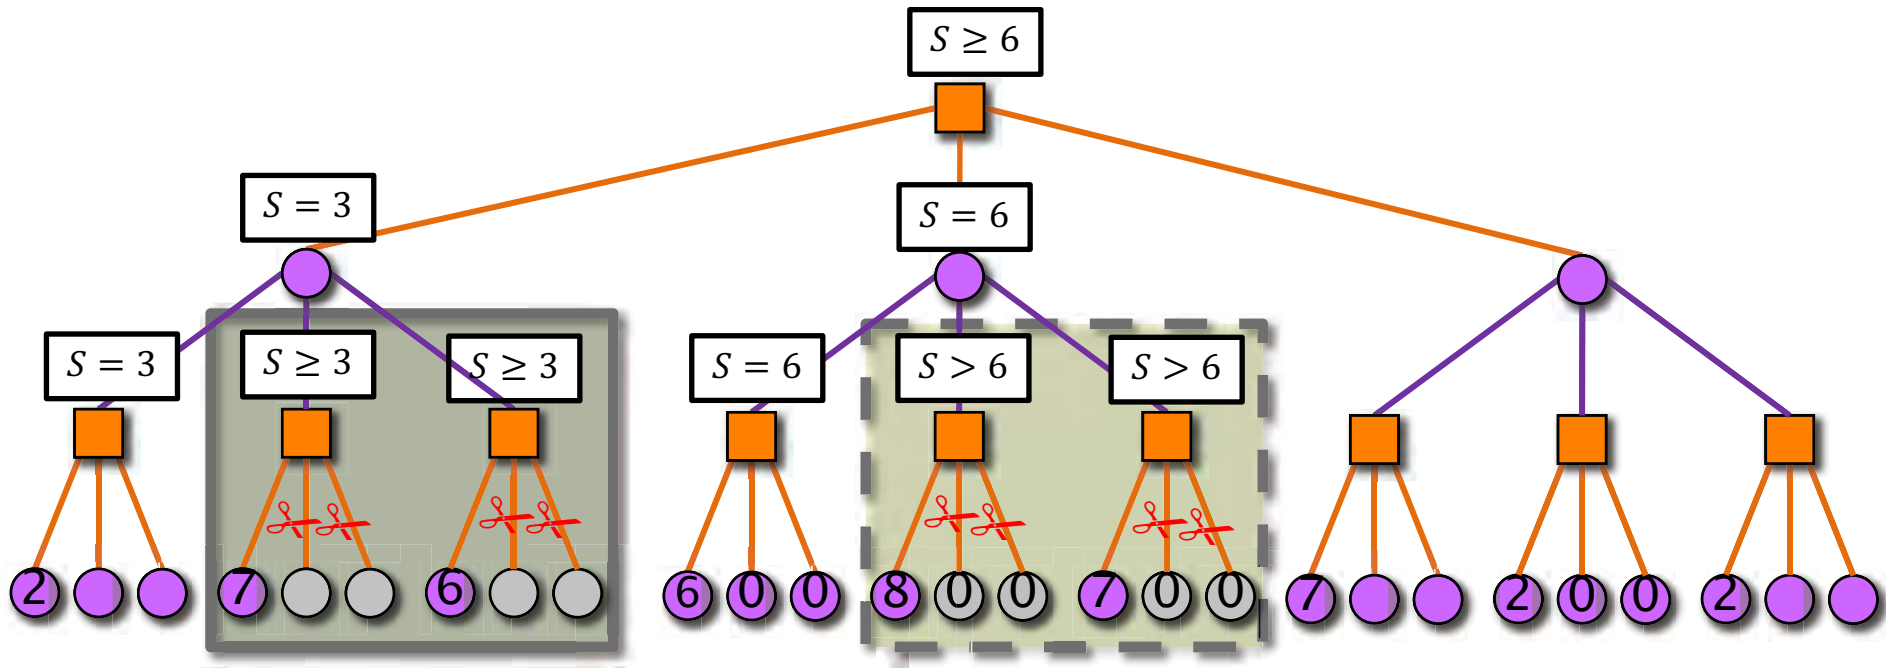 S ≥ 6
S = 3
S = 6
S = 3
S ≥ 3
S ≥ 3
S = 6
S > 6
S > 6
2 7 6 6 0 0 8 0 0 7 0 0 7 2 0 0 2